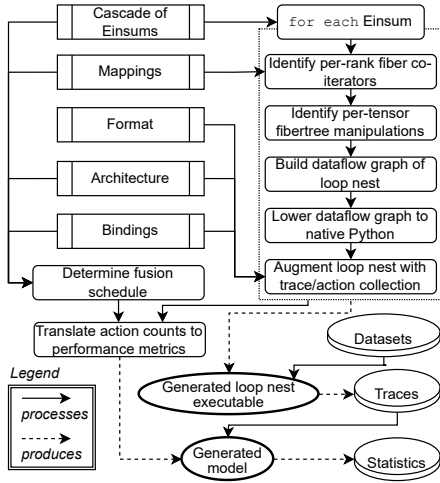 Cascade of
Einsums
for each Einsum
Mappings
Identify per-rank fiber co-
iterators
Format
Identify per-tensor
fibertree manipulations
Architecture
Build dataflow graph of
loop nest
Bindings
Lower dataflow graph to
native Python
Determine fusion
schedule
Augment loop nest with
trace/action collection
Translate action counts to
performance metrics
Datasets
Legend
processes
produces
Generated loop nest
executable
Traces
Generated
model
Statistics